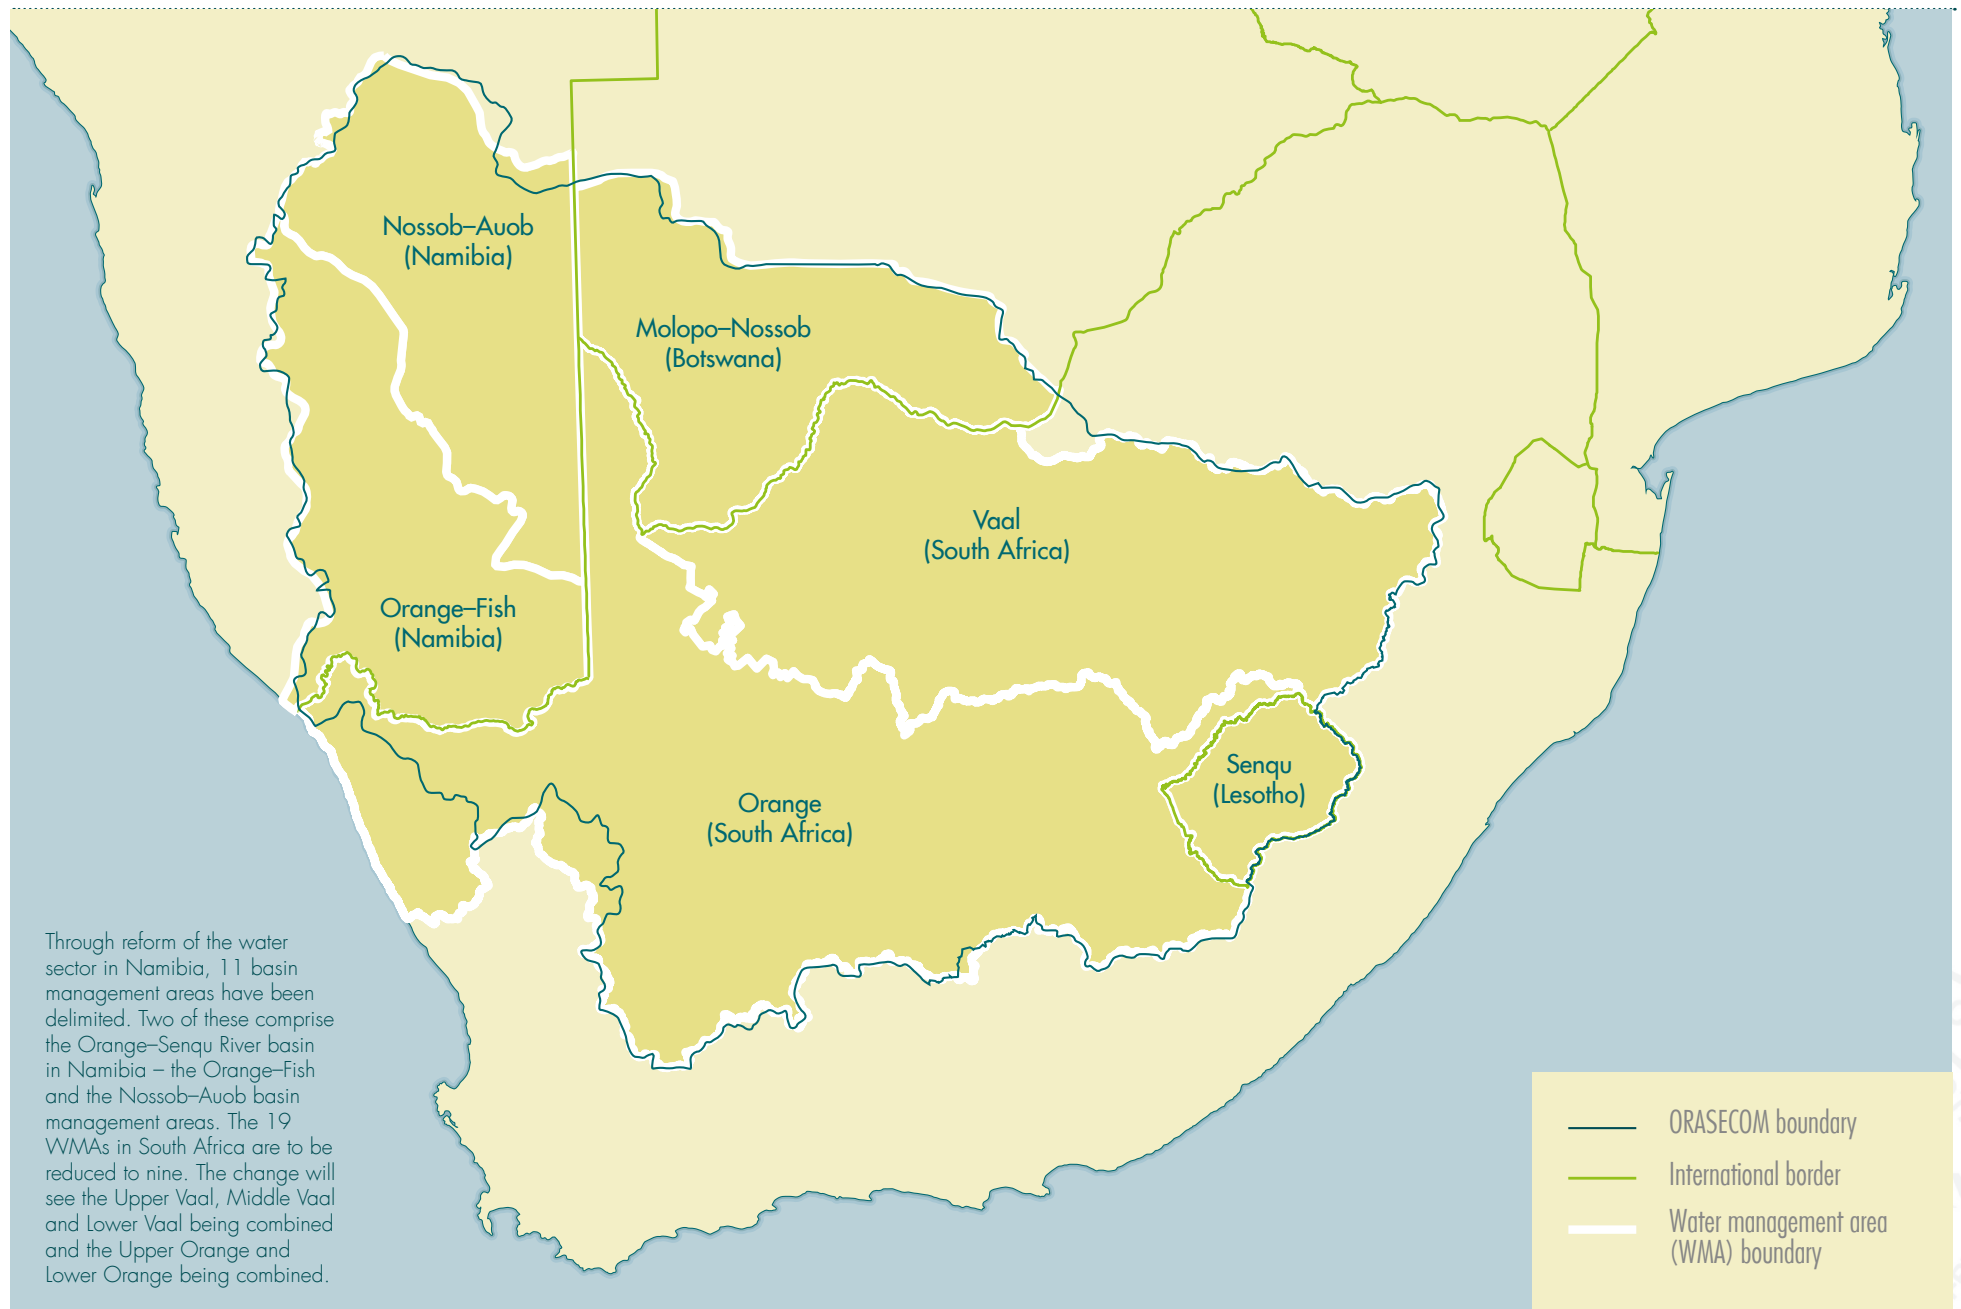 Nossob–Auob
(Namibia)
Molopo–Nossob
(Botswana)
Vaal
(South Africa)
Orange–Fish
(Namibia)
Senqu
(Lesotho)
Orange
(South Africa)
Through reform of the water
sector in Namibia, 11 basin
management areas have been
delimited. Two of these comprise
the Orange–Senqu River basin
in Namibia – the Orange–Fish
and the Nossob–Auob basin
management areas. The 19
WMAs in South Africa are to be
reduced to nine. The change will
see the Upper Vaal, Middle Vaal
and Lower Vaal being combined
and the Upper Orange and
Lower Orange being combined.
ORASECOM boundary
International border
Water management area
(WMA) boundary